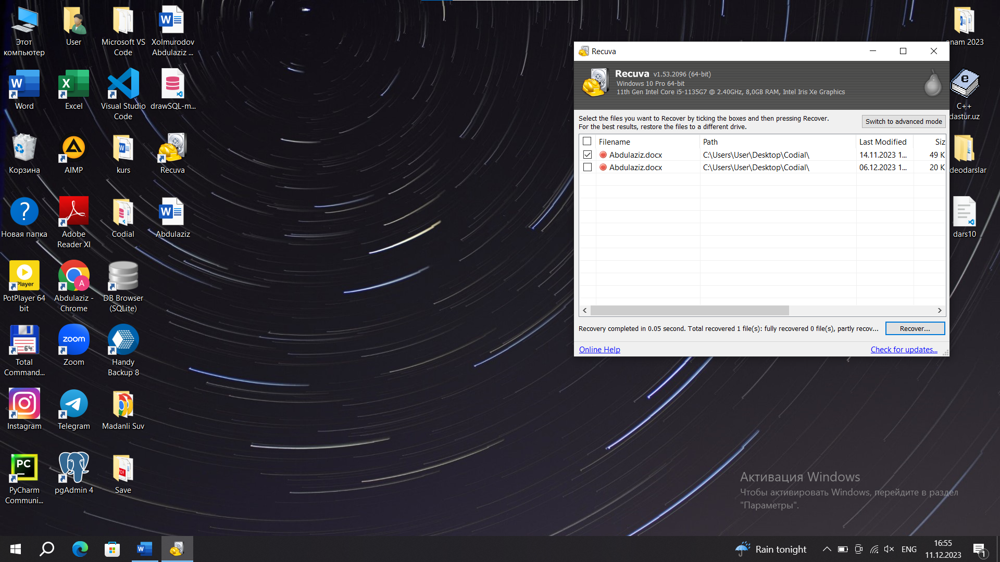 Этот
компьютер
User
Microsoft VS
Code
Xolmurodov
Abdulaziz ...
Word
Excel
Visual Studio
Code
drawSQL-m...
Корзина
AIMP
kurs
Recuva
Новая папка
Adobe
Reader XI
Codial
Abdulaziz
Player
PotPlayer 64
bit
A
Abdulaziz -
Chrome
DB Browser
(SQLite)
64
Total
Command...
zoom
Zoom
Handy
Backup 8
Instagram
Telegram
Madanli Suv
PC
PyCharm
Communi...
pgAdmin 4
PDF
Save
Recuva
Recuva v1.53.2096 (64-bit)
Windows 10 Pro 64-bit
11th Gen Intel Core i5-1135G7 @ 2.40GHz, 8,0GB RAM, Intel Iris Xe Graphics
Select the files you want to Recover by ticking the boxes and then pressing Recover.
For the best results, restore the files to a different drive.
Switch to advanced mode
Filename Path Last Modified Siz
Abdulaziz.docx C:\Users\User\Desktop\Codial\ 14.11.2023 1... 49 K
Abdulaziz.docx C:\Users\User\Desktop\Codial\ 06.12.2023 1... 20 K
Recovery completed in 0.05 second. Total recovered 1 file(s): fully recovered 0 file(s), partly recov...
Recover...
Online Help
Check for updates...
anam 2023
e
C++
dastur.uz
deodarslar
dars10
Активация Windows
Чтобы активировать Windows, перейдите в раздел
"Параметры".
Rain tonight
ENG
16:55
11.12.2023
1